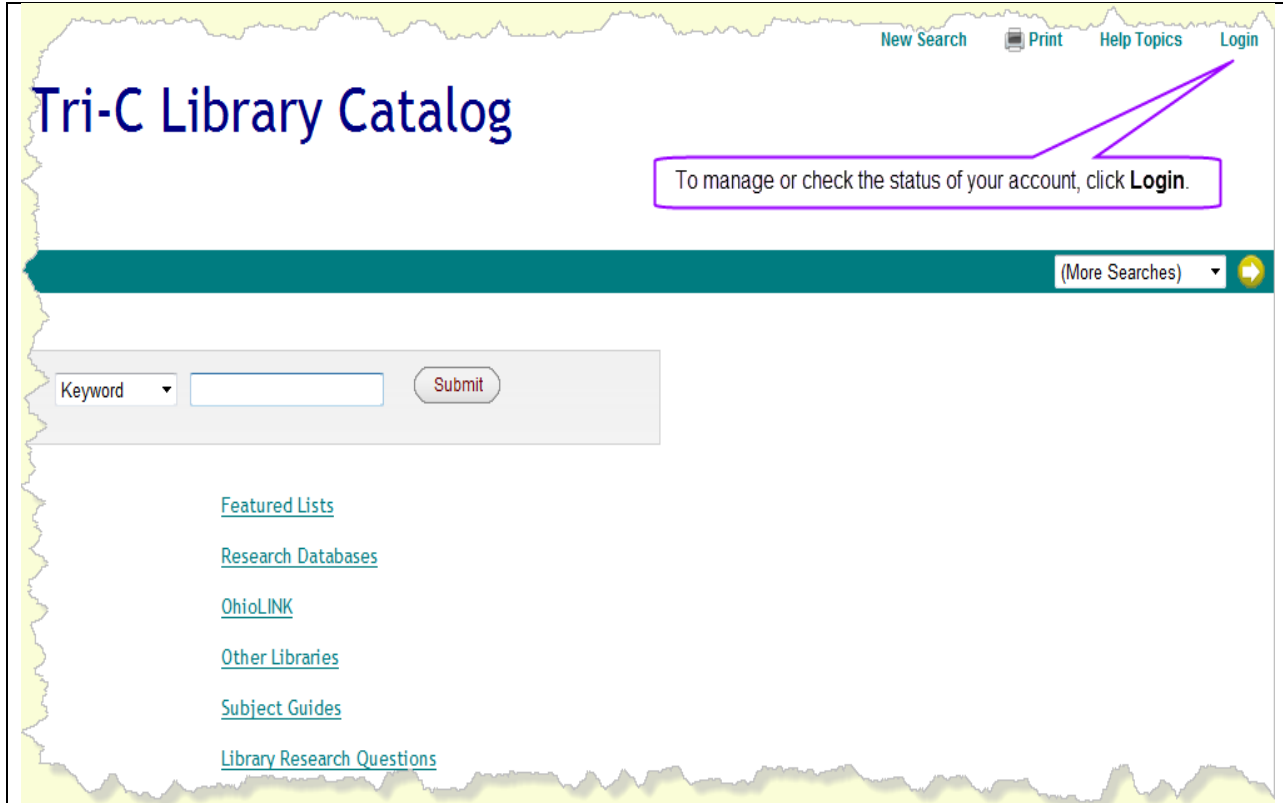 New Search Print Help Topics Login
Tri-C Library Catalog
To manage or check the status of your account, click Login.
(More Searches)
Keyword Submit
Featured Lists
Research Databases
OhioLINK
Other Libraries
Subject Guides
Library Research Questions